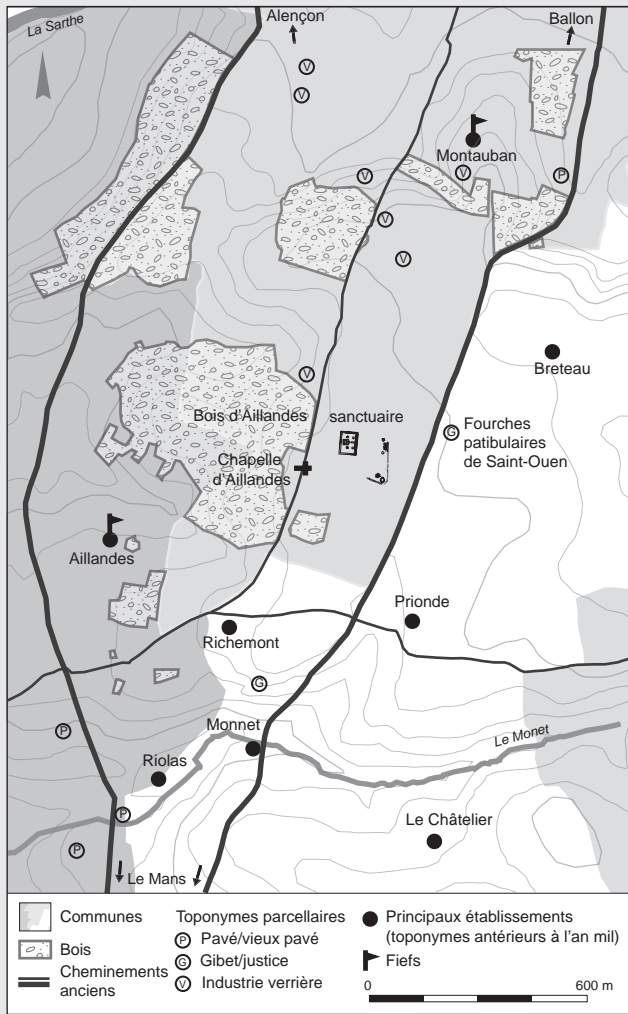 La Sarthe
Alençon
Ballon
V
V
Montauban
V
V
P
V
V
Breteau
V
Bois d'Aillandes
sanctuaire
G
Fourches
patibulaires
de Saint-Ouen
Chapelle
d'Aillandes
Aillandes
Prionde
Richemont
G
P
Monnet
Le Monet
Riolas
P
Le Châtelier
P
Le Mans
Communes
Bois
Cheminements
anciens
Toponymes parcellaires
P Pavé/vieux pavé
G Gibet/justice
V Industrie verrière
Principaux établissements
(toponymes antérieurs à l'an mil)
Fiefs
0 600 m